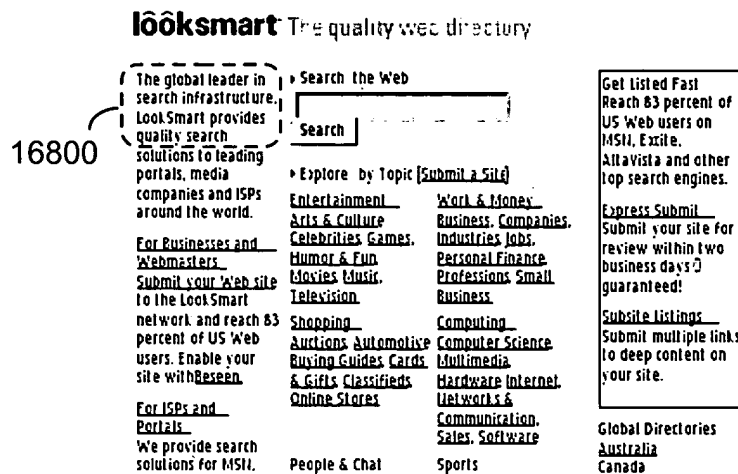 lôôksmart The quality web directory
The global leader in
search infrastructure.
LookSmart provides
quality search
solutions to leading
portals, media
companies and ISPs
around the world.
16800
For Businesses and
Webmasters
Submit your Web site
to the LookSmart
network and reach 83
percent of US Web
users. Enable your
site with Beseen
For ISPs and
Portals
We provide search
solutions for MSN,
Search the Web
Search
Explore by Topic [Submit a Site]
Entertainment
Arts & Culture
Celebrities, Games,
Humor & Fun
Movies, Music,
Television
Shopping
Auctions, Automotive
Buying Guides, Cards
& Gifts, Classifieds
Online Stores
People & Chat
Work & Money
Business, Companies,
Industries, Jobs,
Personal Finance
Professions, Small
Business
Computing
Computer Science
Multimedia
Hardware Internet,
Networks &
Communication,
Sales, Software
Sports
Get Listed Fast
Reach 83 percent of
US Web users on
MSN, Excite,
AltaVista and other
top search engines.
Express Submit
Submit your site for
review within two
business days
guaranteed!
Subsite Listings
Submit multiple links
to deep content on
your site.
Global Directories
Australia
Canada